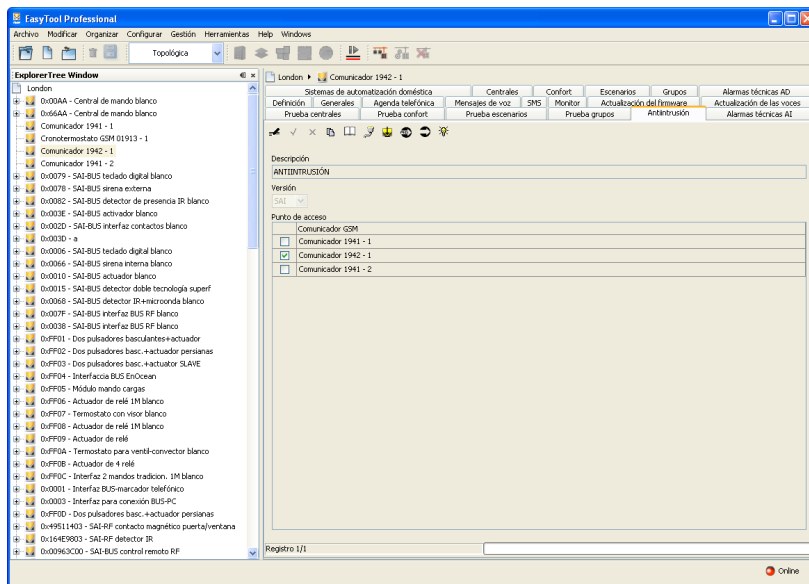 EasyTool Professional
Archivo Modificar Organizar Configurar Gestión Herramientas Help Windows
Topológica
ExplorerTree Window
London
0x00AA - Central de mando blanco
0x66AA - Central de mando blanco
Comunicador 1941 - 1
Cronotermostato GSM 01913 - 1
Comunicador 1942 - 1
Comunicador 1941 - 2
0x0079 - SAI-BUS teclado digital blanco
0x0078 - SAI-BUS sirena externa
0x0082 - SAI-BUS detector de presencia IR blanco
0x003E - SAI-BUS activador blanco
0x002D - SAI-BUS interfaz contactos blanco
0x003D - a
0x0006 - SAI-BUS teclado digital blanco
0x0066 - SAI-BUS sirena interna blanco
0x0010 - SAI-BUS actuador blanco
0x0015 - SAI-BUS detector doble tecnología superf
0x0068 - SAI-BUS detector IR+microonda blanco
0x007F - SAI-BUS interfaz BUS RF blanco
0x0038 - SAI-BUS interfaz BUS RF blanco
0xFF01 - Dos pulsadores basculantes+actuador
0xFF02 - Dos pulsadores basc.+actuador persianas
0xFF03 - Dos pulsadores basc.+actuator SLAVE
0xFF04 - Interfaccia BUS EnOcean
0xFF05 - Módulo mando cargas
0xFF06 - Actuador de relé 1M blanco
0xFF07 - Termostato con visor blanco
0xFF08 - Actuador de relé 1M blanco
0xFF09 - Actuador de relé
0xFF0A - Termostato para ventil-convector blanco
0xFF0B - Actuador de 4 relé
0xFF0C - Interfaz 2 mandos tradicion. 1M blanco
0x0001 - Interfaz BUS-marcador telefónico
0x0003 - Interfaz para conexión BUS-PC
0xFF0D - Dos pulsadores basc.+actuador persianas
0x49511403 - SAI-RF contacto magnético puerta/ventana
0x164E9803 - SAI-RF detector IR
0x00963C00 - SAI-BUS control remoto RF
London Comunicador 1942 - 1
Sistemas de automatización doméstica Centrales Confort Escenarios Grupos Alarmas técnicas AD
Definición Generales Agenda telefónica Mensajes de voz SMS Monitor Actualización del firmware Actualización de las voces
Prueba centrales Prueba confort Prueba escenarios Prueba grupos Antiintrusión Alarmas técnicas AI
Descripción
ANTIINTRUSIÓN
Versión
SAI
Punto de acceso
Comunicador GSM
Comunicador 1941 - 1
Comunicador 1942 - 1
Comunicador 1941 - 2
Registro 1/1
Online